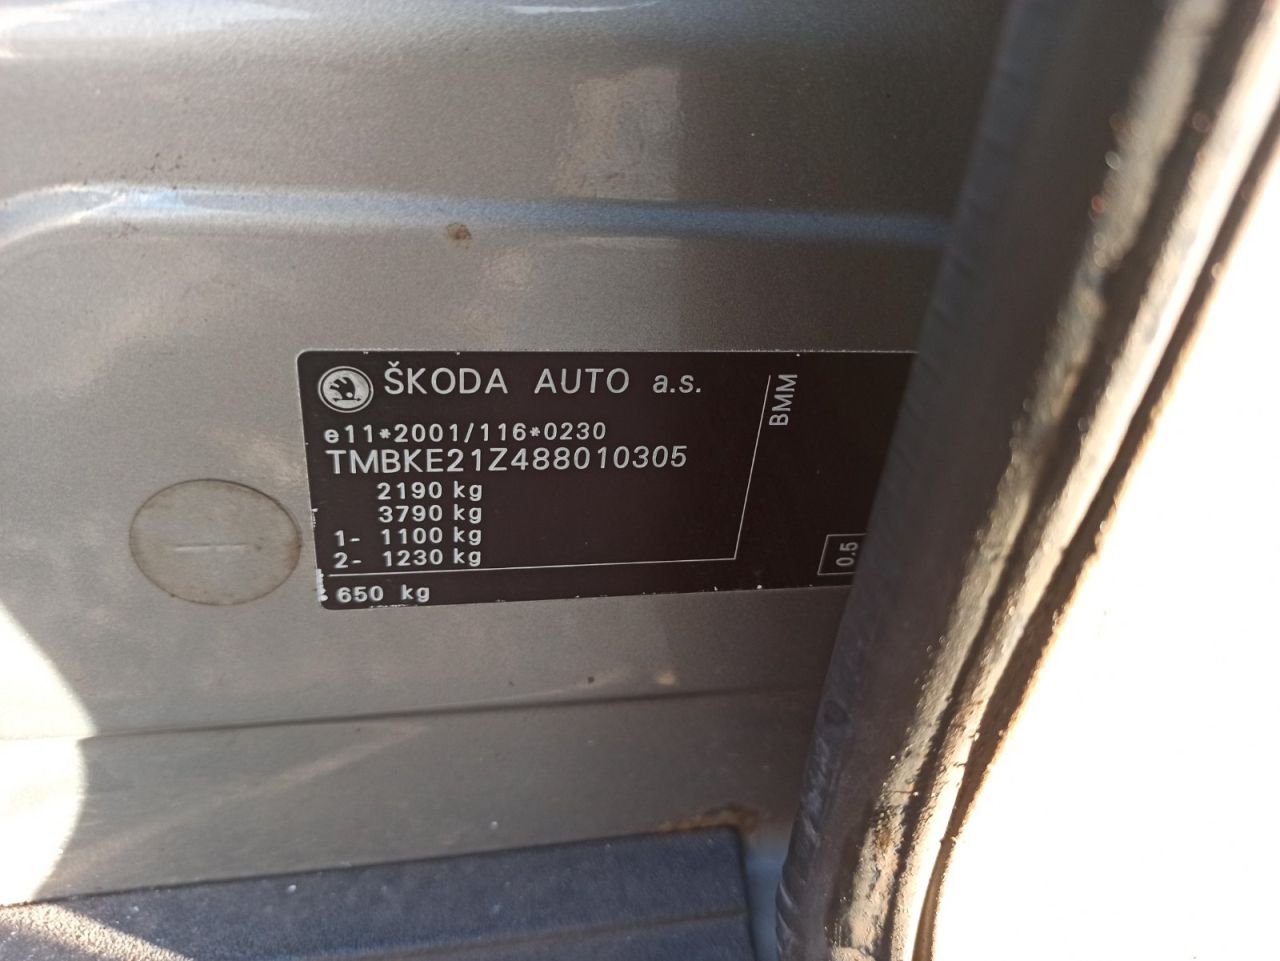 ŠKODA AUTO a.s.
e11*2001/116*0230
TMBKE21Z488010305
2190 kg
3790 kg
1- 1100 kg
2- 1230 kg
650 kg
BMM
0.5